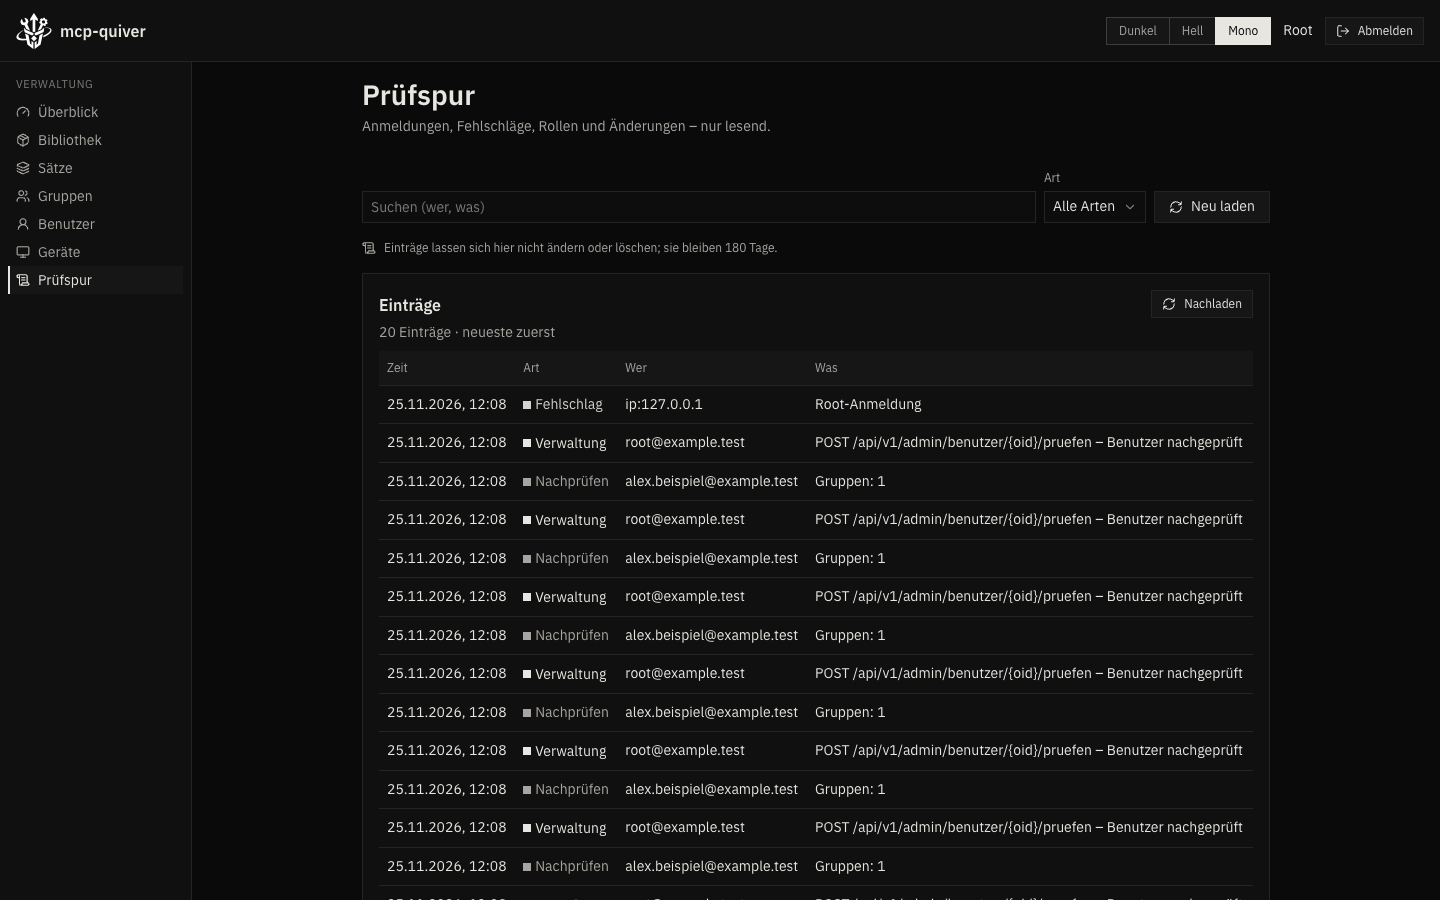 mcp-quiver
Dunkel Hell Mono Root Abmelden
VERWALTUNG
Überblick
Bibliothek
Sätze
Gruppen
Benutzer
Geräte
Prüfspur
Prüfspur
Anmeldungen, Fehlschläge, Rollen und Änderungen – nur lesend.
Art
Suchen (wer, was) Alle Arten Neu laden
Einträge lassen sich hier nicht ändern oder löschen; sie bleiben 180 Tage.
Einträge Nachladen
20 Einträge · neueste zuerst
Zeit Art Wer Was
25.11.2026, 12:08 Fehlschlag ip:127.0.0.1 Root-Anmeldung
25.11.2026, 12:08 Verwaltung root@example.test POST /api/v1/admin/benutzer/{oid}/pruefen – Benutzer nachgeprüft
25.11.2026, 12:08 Nachprüfen alex.beispiel@example.test Gruppen: 1
25.11.2026, 12:08 Verwaltung root@example.test POST /api/v1/admin/benutzer/{oid}/pruefen – Benutzer nachgeprüft
25.11.2026, 12:08 Nachprüfen alex.beispiel@example.test Gruppen: 1
25.11.2026, 12:08 Verwaltung root@example.test POST /api/v1/admin/benutzer/{oid}/pruefen – Benutzer nachgeprüft
25.11.2026, 12:08 Nachprüfen alex.beispiel@example.test Gruppen: 1
25.11.2026, 12:08 Verwaltung root@example.test POST /api/v1/admin/benutzer/{oid}/pruefen – Benutzer nachgeprüft
25.11.2026, 12:08 Nachprüfen alex.beispiel@example.test Gruppen: 1
25.11.2026, 12:08 Verwaltung root@example.test POST /api/v1/admin/benutzer/{oid}/pruefen – Benutzer nachgeprüft
25.11.2026, 12:08 Nachprüfen alex.beispiel@example.test Gruppen: 1
25.11.2026, 12:08 Verwaltung root@example.test POST /api/v1/admin/benutzer/{oid}/pruefen – Benutzer nachgeprüft
25.11.2026, 12:08 Nachprüfen alex.beispiel@example.test Gruppen: 1